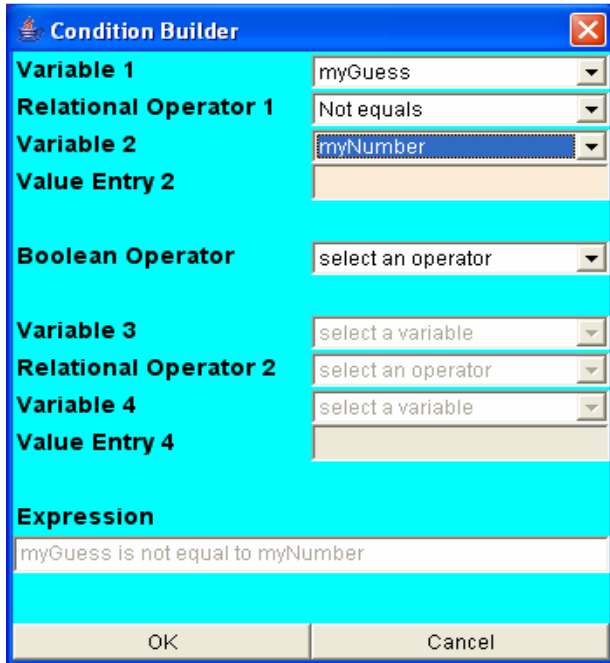 Condition Builder
Variable 1 myGuess
Relational Operator 1 Not equals
Variable 2 myNumber
Value Entry 2
Boolean Operator select an operator
Variable 3 select a variable
Relational Operator 2 select an operator
Variable 4 select a variable
Value Entry 4
Expression
myGuess is not equal to myNumber
OK Cancel